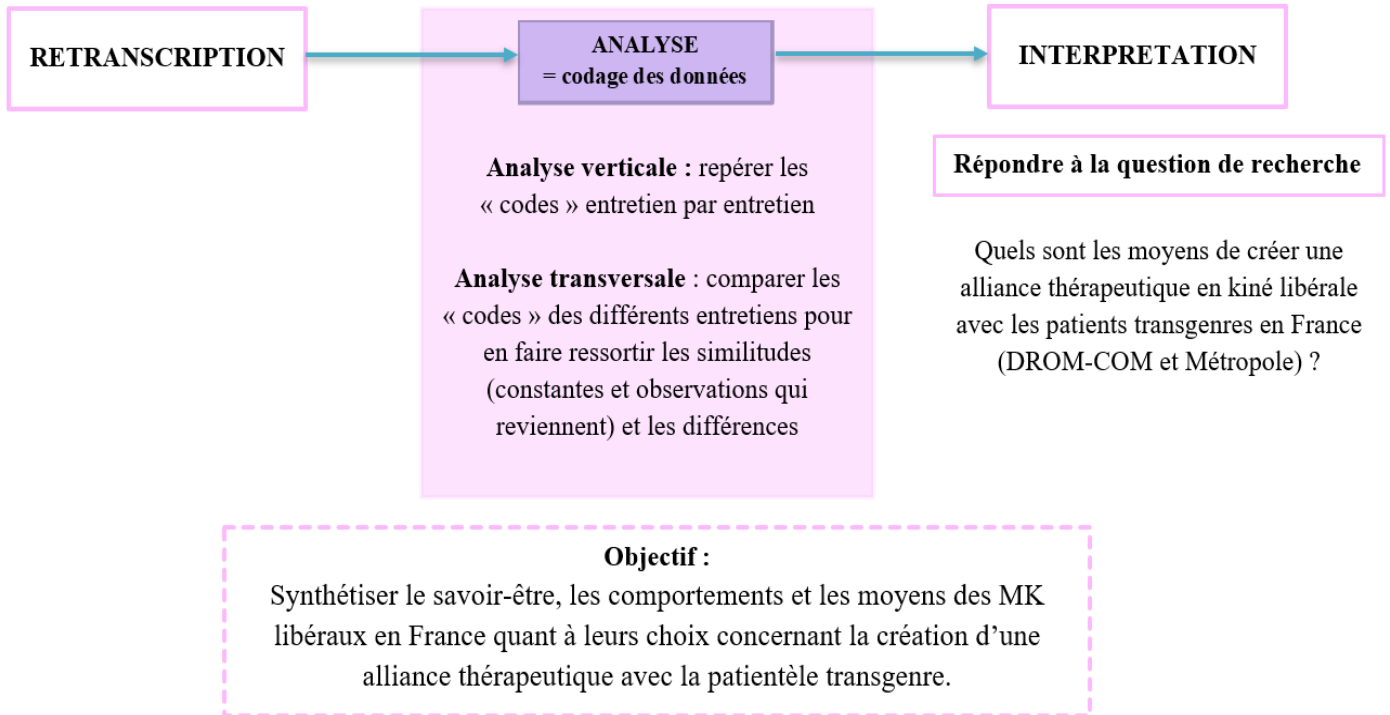 RETRANSCRIPTION
ANALYSE
= codage des données
INTERPRETATION
Analyse verticale : repérer les
« codes » entretien par entretien
Analyse transversale : comparer les
« codes » des différents entretiens pour
en faire ressortir les similitudes
(constantes et observations qui
reviennent) et les différences
Répondre à la question de recherche
Quels sont les moyens de créer une
alliance thérapeutique en kiné libérale
avec les patients transgenres en France
(DROM-COM et Métropole) ?
Objectif :
Synthétiser le savoir-être, les comportements et les moyens des MK
libéraux en France quant à leurs choix concernant la création d’une
alliance thérapeutique avec la patientèle transgenre.